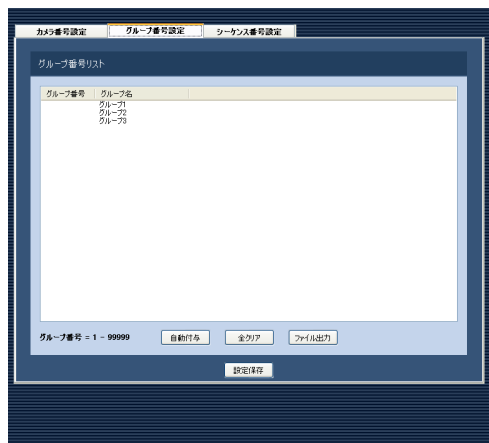 カメラ番号設定 グループ番号設定 シーケンス番号設定
グループ番号リスト
グループ番号 グループ名
グループ1
グループ2
グループ3
グループ番号 = 1 - 99999 自動付与 全クリア ファイル出力
設定保存